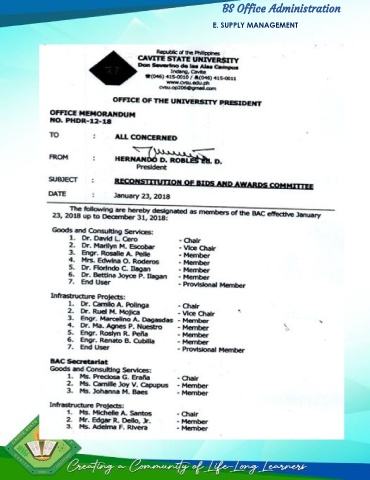 BS Office Administration
E. SUPPLY MANAGEMENT
Republic of the Philippines
CAVITE STATE UNIVERSITY
Don Severino de las Alas Campus
Indang, Cavite
(046) 415-0010 / (046) 415-0011
www.cvsu.edu.ph
cvsu.op206@gmail.com
OFFICE OF THE UNIVERSITY PRESIDENT
OFFICE MEMORANDUM
NO. PHDR-12-18
TO : ALL CONCERNED
FROM : HERNANDO D. ROBLES Ed. D.
President
SUBJECT : RECONSTITUTION OF BIDS AND AWARDS COMMITTEE
DATE : January 23, 2018
The following are hereby designated as members of the BAC effective January
23, 2018 up to December 31, 2018:
Goods and Consulting Services:
1. Dr. David L. Cero - Chair
2. Dr. Marilyn M. Escobar - Vice Chair
3. Engr. Rosalie A. Pelle - Member
4. Mrs. Edwina O. Roderos - Member
5. Dr. Florindo C. Ilagan - Member
6. Dr. Bettina Joyce P. Ilagan - Member
7. End User - Provisional Member
Infrastructure Projects:
1. Dr. Camilo A. Polinga - Chair
2. Dr. Ruel M. Mojica - Vice Chair
3. Engr. Marcelino A. Dagasdas - Member
4. Dr. Ma. Agnes P. Nuestro - Member
5. Engr. Roslyn R. Peña - Member
6. Engr. Renato B. Cubilla - Member
7. End User - Provisional Member
BAC Secretariat
Goods and Consulting Services:
1. Ms. Preciosa G. Eraña - Chair
2. Ms. Camille Joy V. Capupus - Member
3. Ms. Johanna M. Baes - Member
Infrastructure Projects:
1. Ms. Michelle A. Santos - Chair
2. Mr. Edgar R. Dello, Jr. - Member
3. Ms. Adelma F. Rivera - Member
Creating a Community of Life-Long Learners